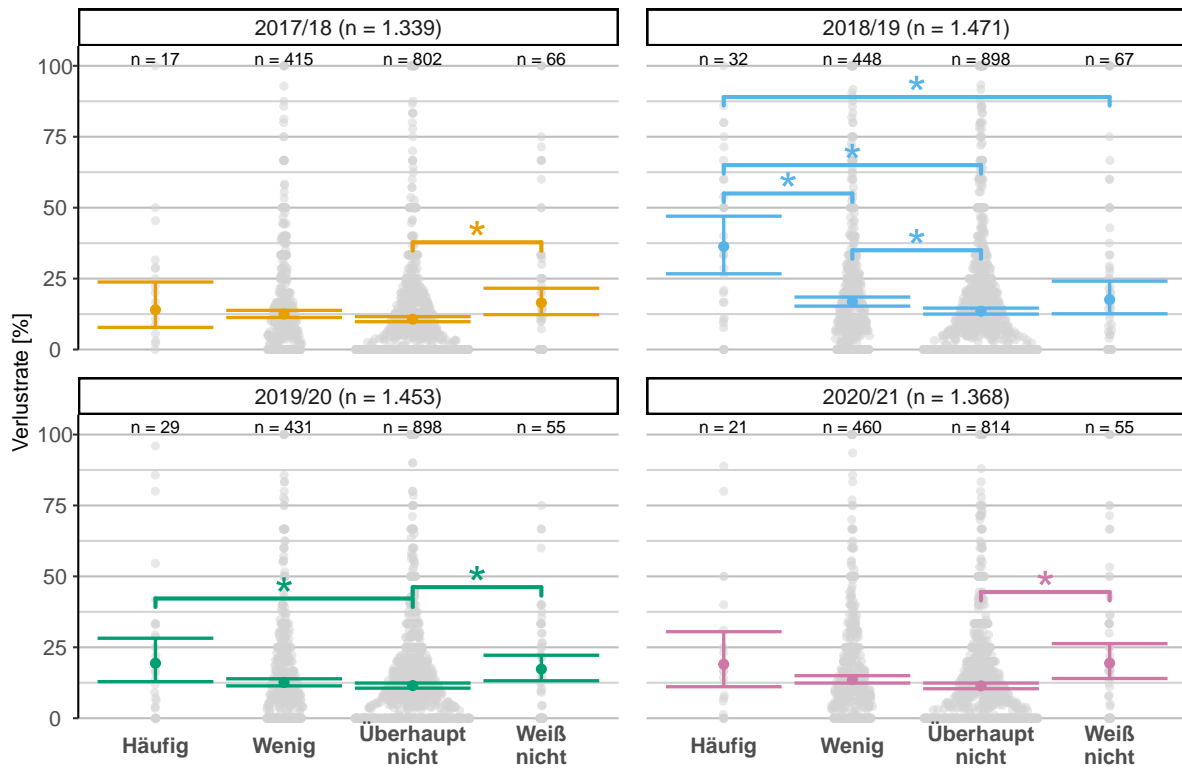 2017/18 (n = 1.339)
2018/19 (n = 1.471)
n = 17
n = 415
n = 802
n = 66
n = 32
n = 448
n = 898
n = 67
100
75
50
25
0
*
*
*
*
*
2019/20 (n = 1.453)
2020/21 (n = 1.368)
n = 29
n = 431
n = 898
n = 55
n = 21
n = 460
n = 814
n = 55
100
75
50
25
0
*
*
*
Verlustrate [%]
Häufig
Wenig
Überhaupt
nicht
Weiß
nicht
Häufig
Wenig
Überhaupt
nicht
Weiß
nicht